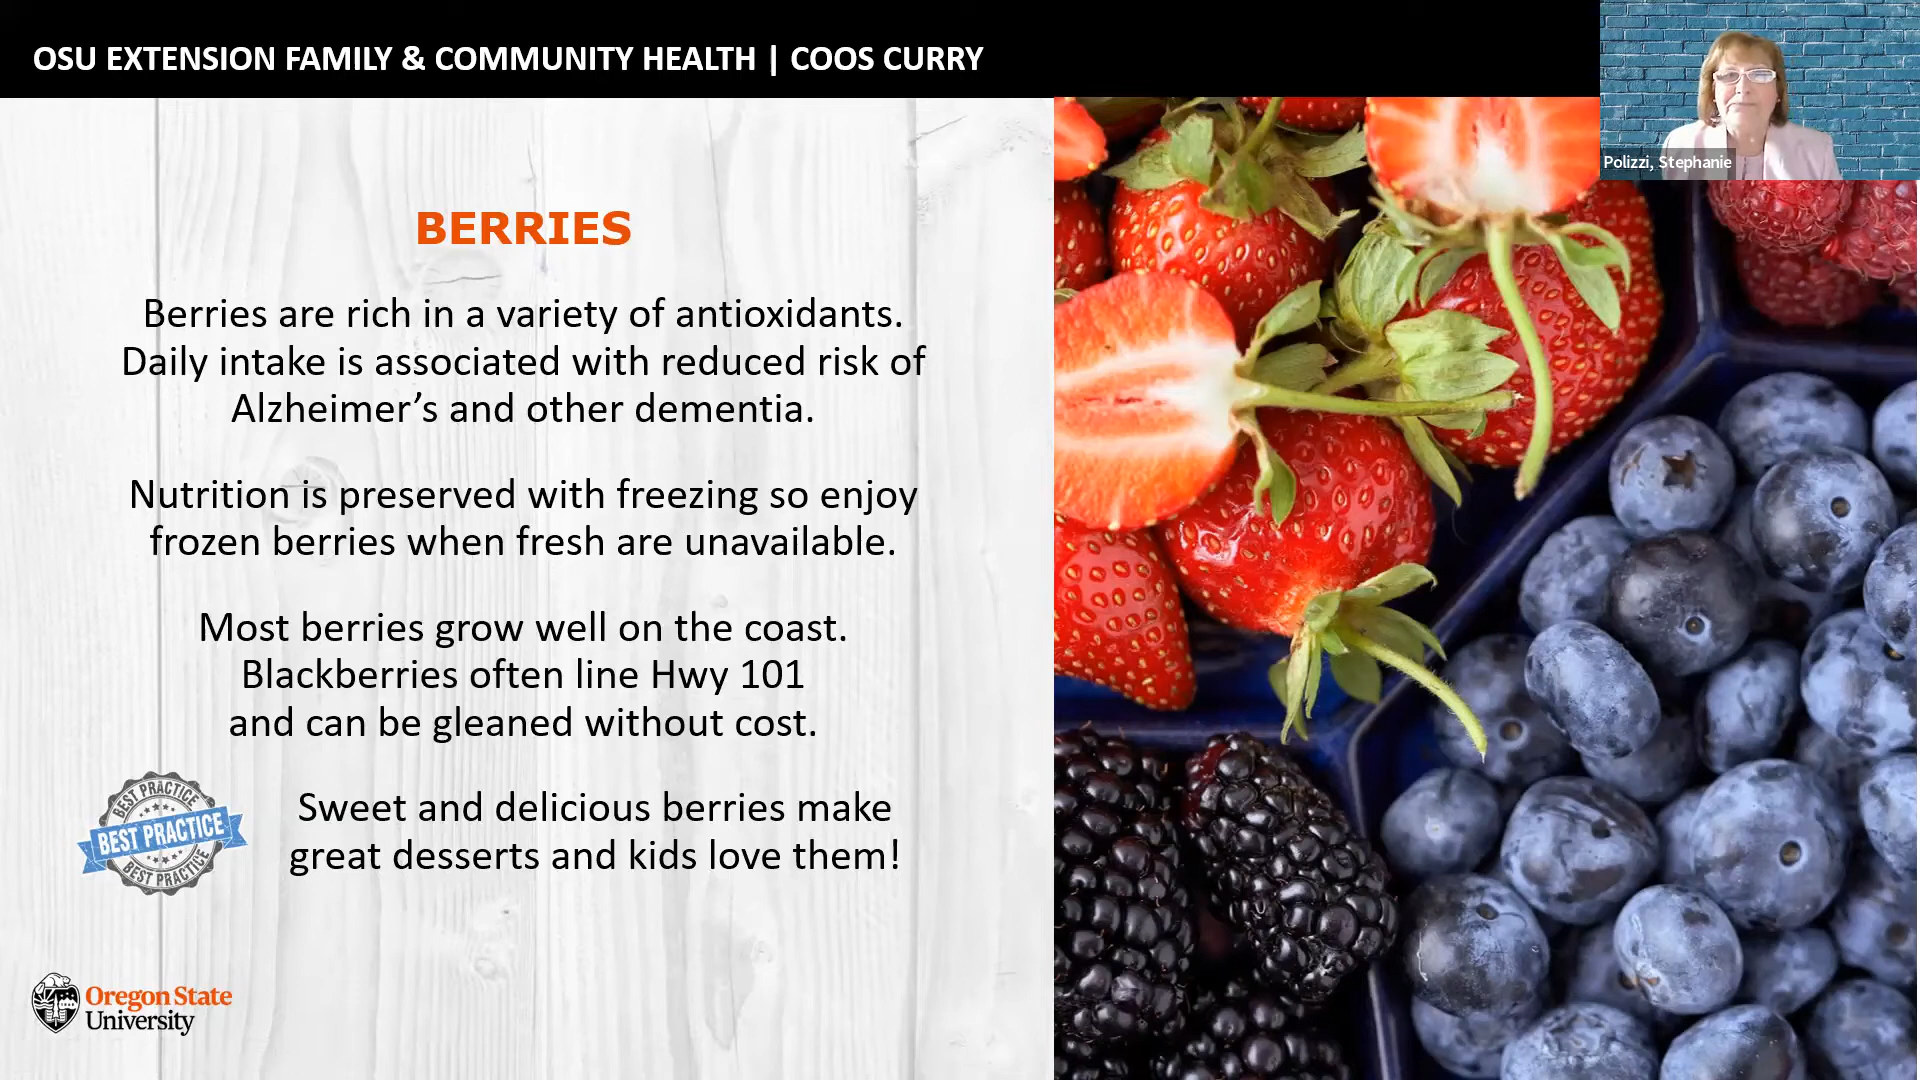 OSU EXTENSION FAMILY & COMMUNITY HEALTH | COOS CURRY
Polizzi, Stephanie
BERRIES
Berries are rich in a variety of antioxidants.
Daily intake is associated with reduced risk of
Alzheimer’s and other dementia.
Nutrition is preserved with freezing so enjoy
frozen berries when fresh are unavailable.
Most berries grow well on the coast.
Blackberries often line Hwy 101
and can be gleaned without cost.
BEST PRACTICE
BEST PRACTICE
BEST PRACTICE
Sweet and delicious berries make
great desserts and kids love them!
Oregon State
University